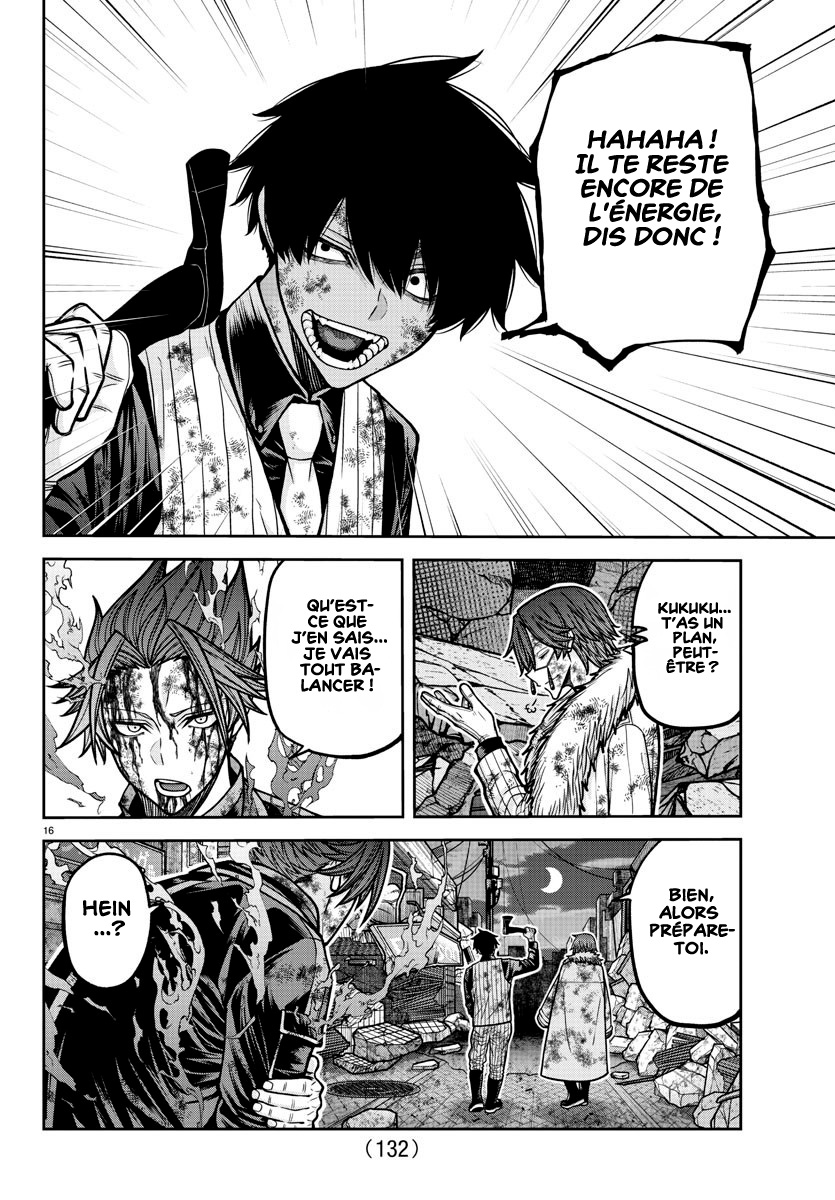 HAHAHA !
IL TE RESTE
ENCORE DE
L'ÉNERGIE,
DIS DONC !
KUKUKU...
T'AS UN
PLAN,
PEUT-
ÊTRE ?
QU'EST-
CE QUE
J'EN SAIS...
JE VAIS
TOUT BA-
LANCER !
16
BIEN,
ALORS
PRÉPARE-
TOI.
HEIN
...?
(132)